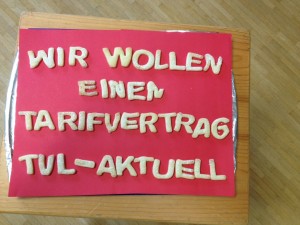 WIR WOLLEN
EINEN
TARIFVERTRAG
TVL-AKTUELL